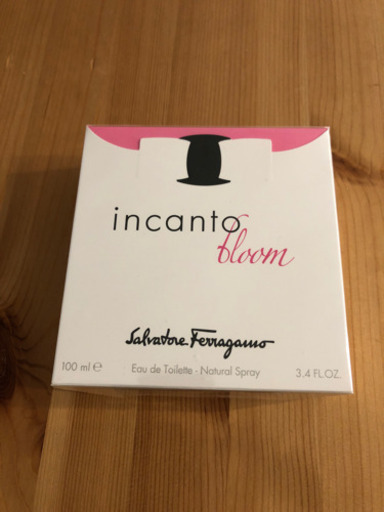 incanto
bloom
Salvatore Ferragamo
100 ml e Eau de Toilette - Natural Spray 3.4 FL.OZ.